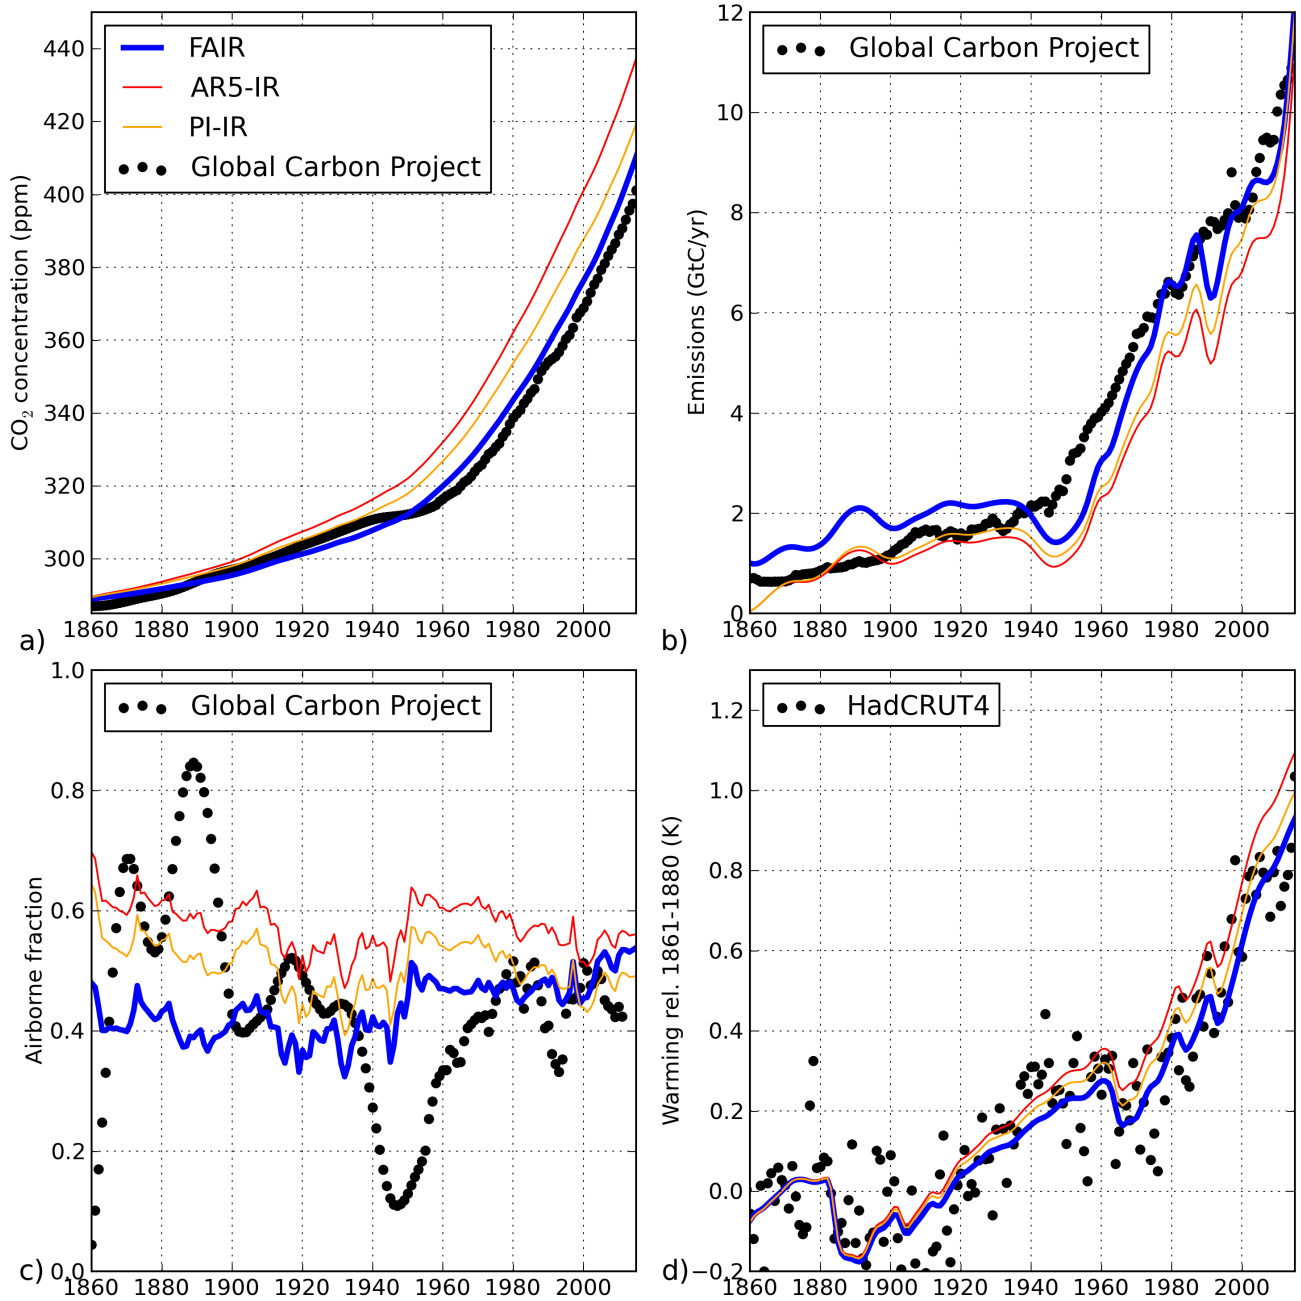 FAIR
AR5-IR
PI-IR
Global Carbon Project
CO₂ concentration (ppm)
440
420
400
380
360
340
320
300
1860 1880 1900 1920 1940 1960 1980 2000
a)
Global Carbon Project
Emissions (GtC/yr)
12
10
8
6
4
2
0
1860 1880 1900 1920 1940 1960 1980 2000
b)
Global Carbon Project
Airborne fraction
1.0
0.8
0.6
0.4
0.2
0.0
1860 1880 1900 1920 1940 1960 1980 2000
c)
HadCRUT4
Warming rel. 1861-1880 (K)
1.2
1.0
0.8
0.6
0.4
0.2
0.0
−0.2
1860 1880 1900 1920 1940 1960 1980 2000
d)